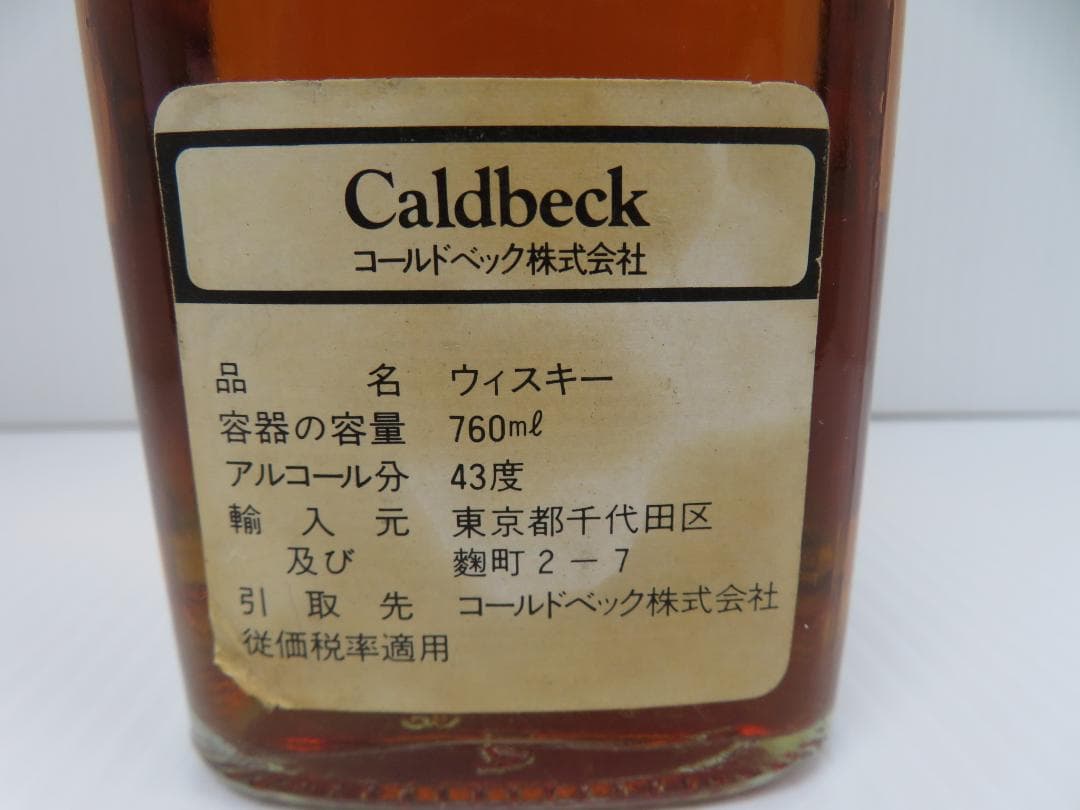 Caldbeck
コールドベック株式会社
品名 ウィスキー
容器の容量 760ml
アルコール分 43度
輸入元 東京都千代田区
及び 麴町2-7
引取先 コールドベック株式会社
従価税率適用